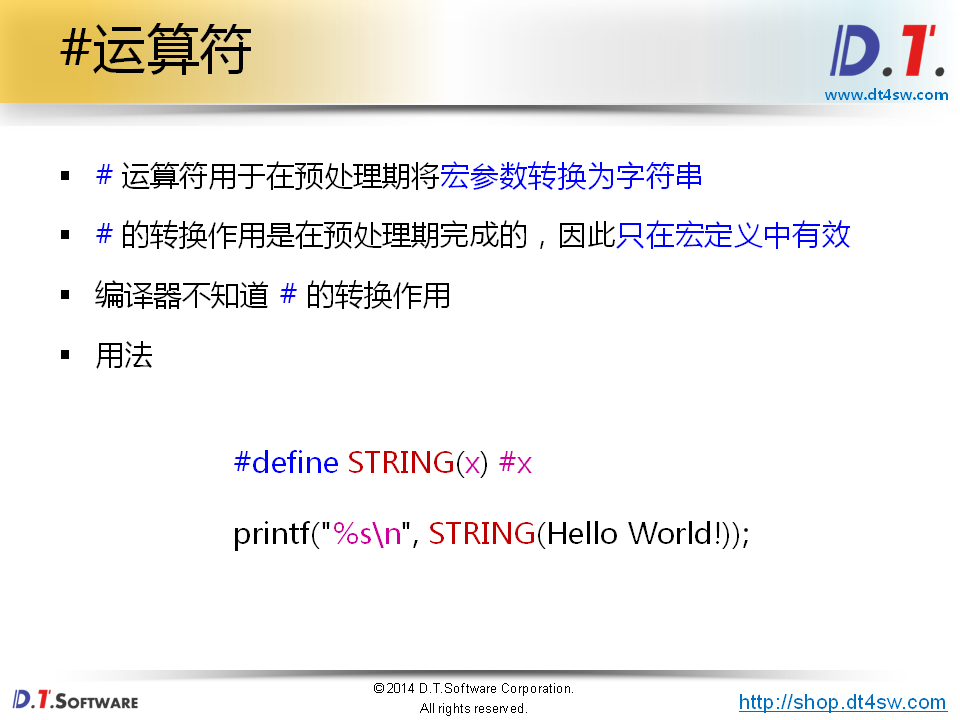 #运算符
D.T.
www.dt4sw.com
▪ # 运算符用于在预处理期将宏参数转换为字符串
▪ # 的转换作用是在预处理期完成的，因此只在宏定义中有效
▪ 编译器不知道 # 的转换作用
▪ 用法
#define STRING(x) #x
printf("%s\n", STRING(Hello World!));
D.T.SOFTWARE
©2014 D.T.Software Corporation.
All rights reserved.
http://shop.dt4sw.com